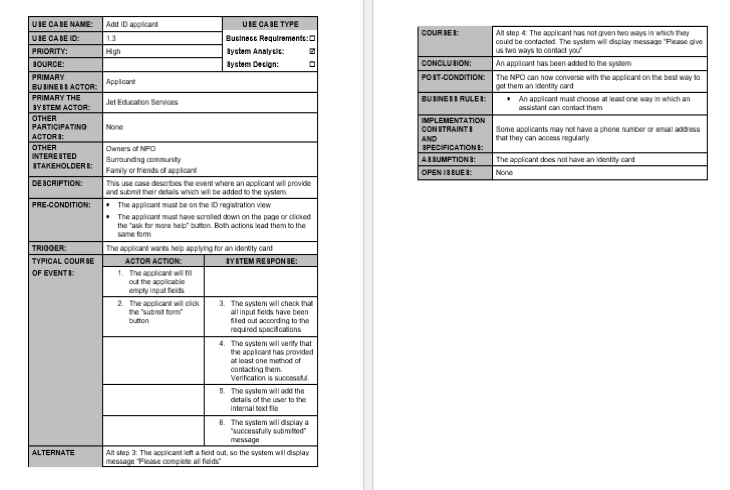 USE CASE NAME: Add ID applicant USE CASE TYPE
USE CASE ID: 1.3 Business Requirements: ☐
PRIORITY: High System Analysis: ☑
SOURCE: System Design: ☐
PRIMARY
BUSINESS ACTOR: Applicant
PRIMARY THE
SYSTEM ACTOR: Jet Education Services
OTHER
PARTICIPATING
ACTORS: None
OTHER
INTERESTED
STAKEHOLDERS: Owners of NPO
Surrounding community
Family or friends of applicant
DESCRIPTION: This use case describes the event where an applicant will provide
and submit their details which will be added to the system.
PRE-CONDITION: • The applicant must be on the ID registration view
• The applicant must have scrolled down on the page or clicked
the "ask for more help" button. Both actions lead them to the
same form
TRIGGER: The applicant wants help applying for an identity card
TYPICAL COURSE
OF EVENTS: ACTOR ACTION: SYSTEM RESPONSE:
1. The applicant will fill
out the applicable
empty input fields
2. The applicant will click
the "submit form"
button
3. The system will check that
all input fields have been
filled out according to the
required specifications
4. The system will verify that
the applicant has provided
at least one method of
contacting them.
Verification is successful.
5. The system will add the
details of the user to the
internal text file
6. The system will display a
"successfully submitted"
message
ALTERNATE Alt step 3: The applicant left a field out, so the system will display
message "Please complete all fields"
COURSES: Alt step 4: The applicant has not given two ways in which they
could be contacted. The system will display message "Please give
us two ways to contact you"
CONCLUSION: An applicant has been added to the system
POST-CONDITION: The NPO can now converse with the applicant on the best way to
get them an Identity card
BUSINESS RULES: • An applicant must choose at least one way in which an
assistant can contact them
IMPLEMENTATION
CONSTRAINTS
AND
SPECIFICATIONS: Some applicants may not have a phone number or email address
that they can access regularly.
ASSUMPTIONS: The applicant does not have an Identity card
OPEN ISSUES: None